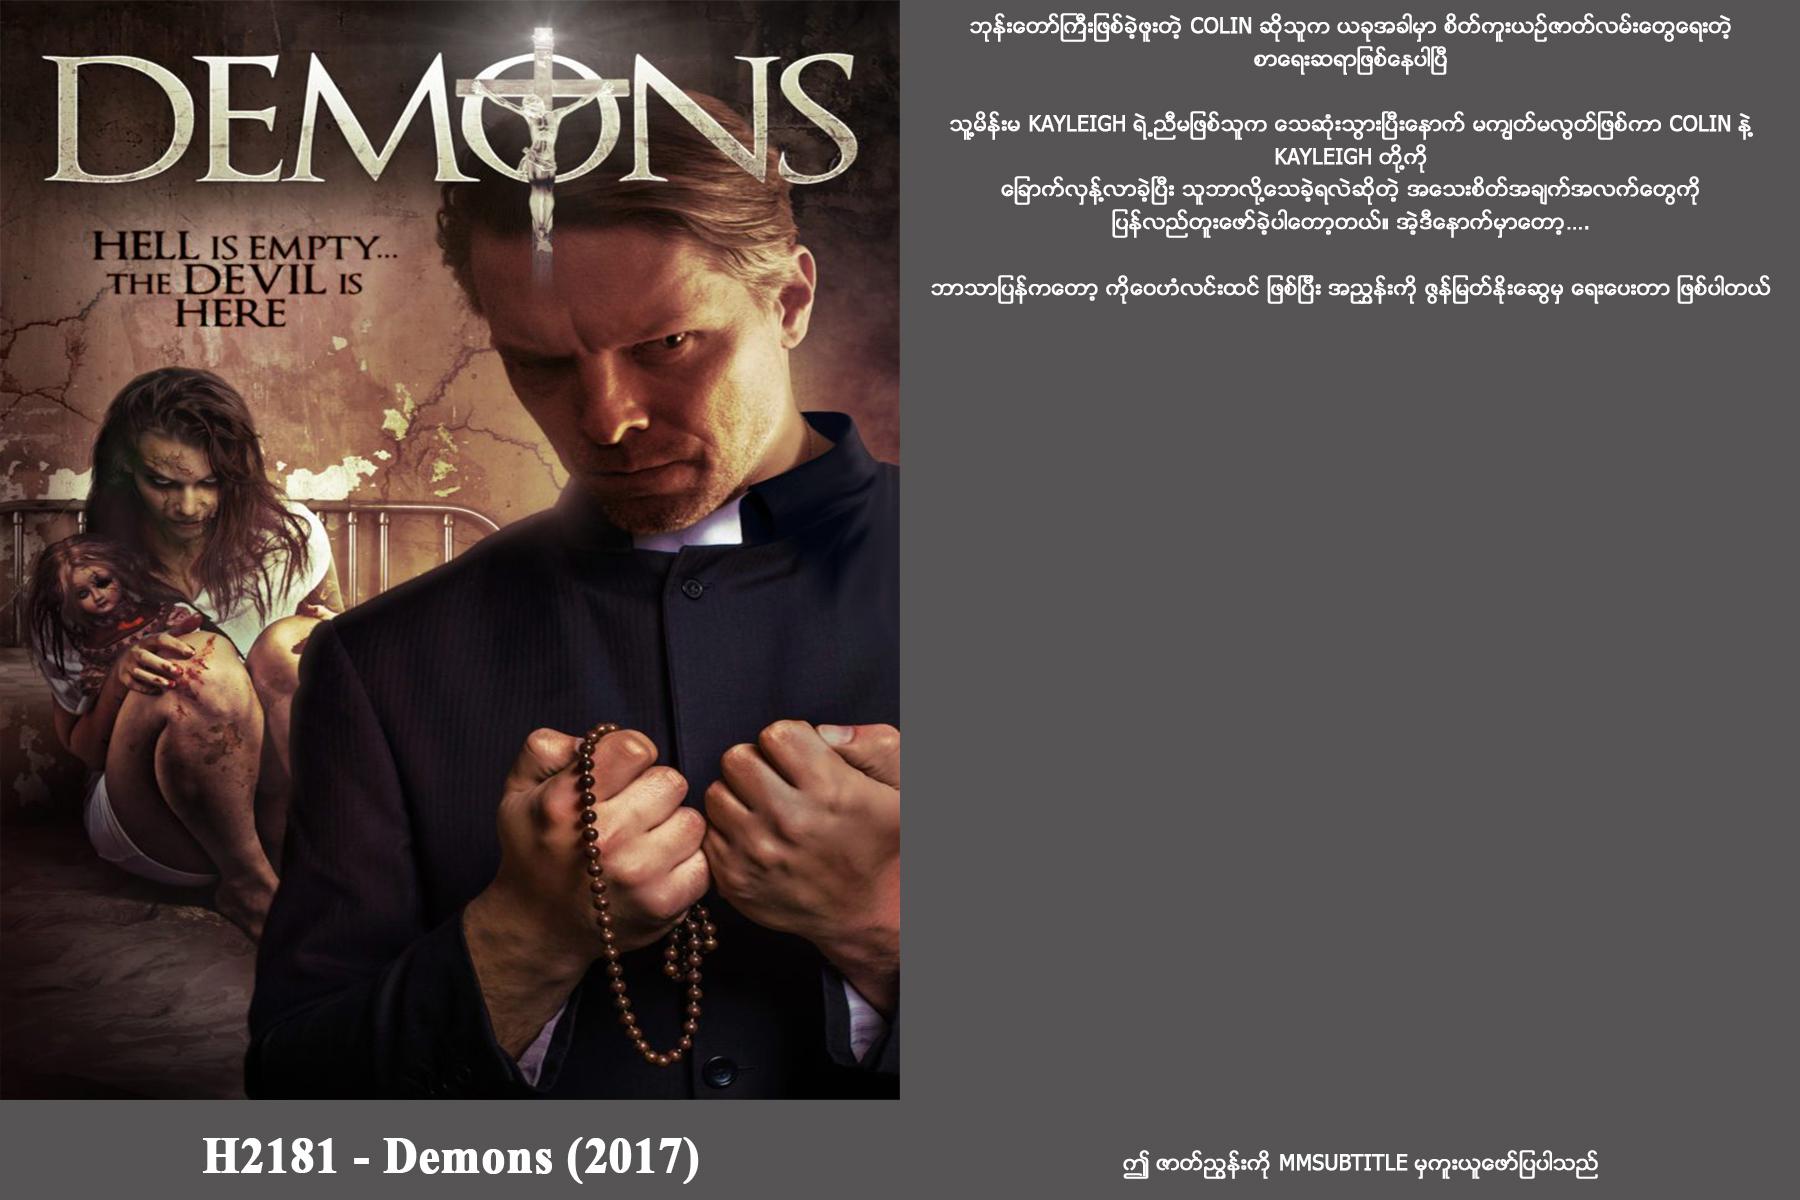 DEMONS
HELL IS EMPTY...
THE DEVIL IS
HERE
H2181 - Demons (2017)
ဘုန်းတော်ကြီးဖြစ်ခဲ့ဖူးတဲ့ COLIN ဆိုသူက ယခုအခါမှာ စိတ်ကူးယဉ်ဇာတ်လမ်းတွေရေးတဲ့
စာရေးဆရာဖြစ်နေပါပြီ
သူ့မိန်းမ KAYLEIGH ရဲ့ညီမဖြစ်သူက သေဆုံးသွားပြီးနောက် မကျွတ်မလွတ်ဖြစ်ကာ COLIN နဲ့
KAYLEIGH တို့ကို
ခြောက်လှန့်လာခဲ့ပြီး သူဘာလို့သေခဲ့ရလဲဆိုတဲ့ အသေးစိတ်အချက်အလက်တွေကို
ပြန်လည်တူးဖော်ခဲ့ပါတော့တယ်။ အဲ့ဒီနောက်မှာတော့....
ဘာသာပြန်ကတော့ ကိုဝေဟံလင်းထင် ဖြစ်ပြီး အညွှန်းကို ဇွန်မြတ်နိုးဆွေမှ ရေးပေးတာ ဖြစ်ပါတယ်
ဤ ဇာတ်ညွှန်းကို MMSUBTITLE မှကူးယူဖော်ပြပါသည်